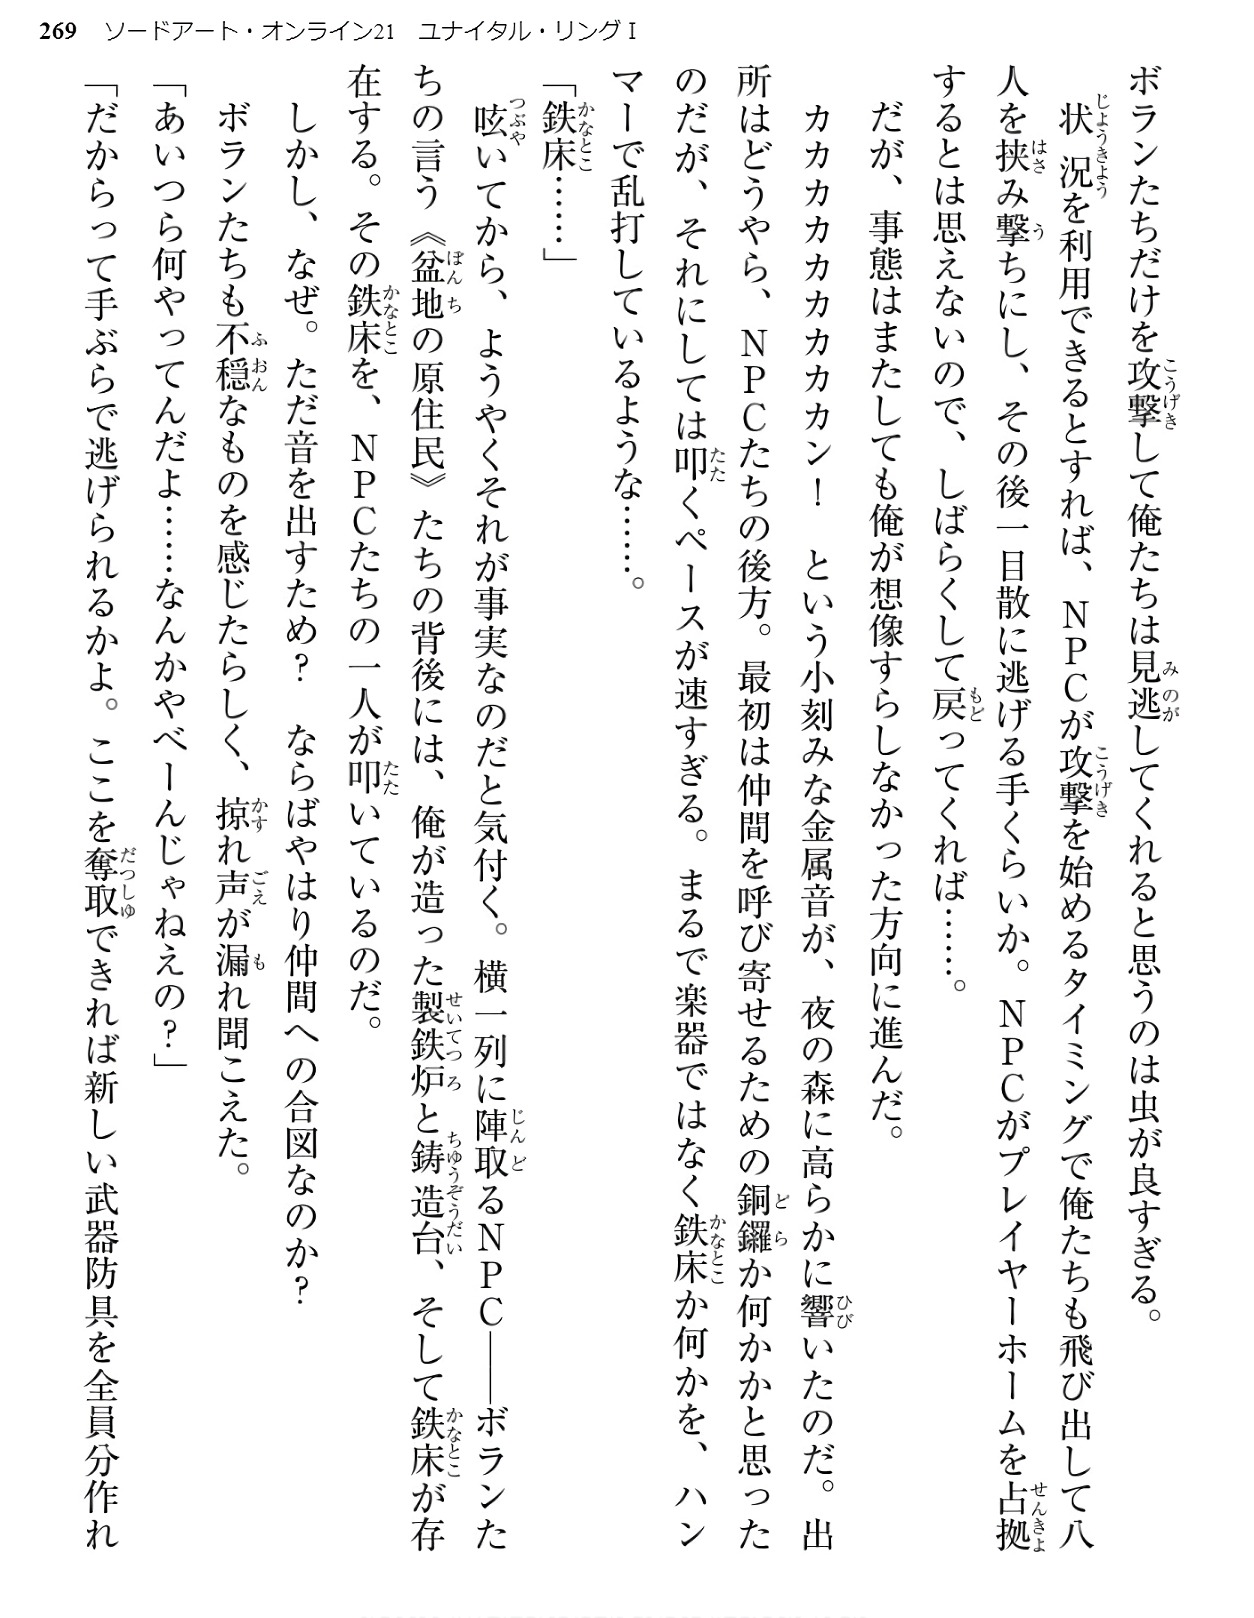 269 ソードアート・オンライン21 ユナイタル・リングⅠ
ボランたちだけを攻撃して俺たちは見逃してくれると思うのは虫が良すぎる。
　状況を利用できるとすれば、ＮＰＣが攻撃を始めるタイミングで俺たちも飛び出して八
人を挟み撃ちにし、その後一目散に逃げる手くらいか。ＮＰＣがプレイヤーホームを占拠
するとは思えないので、しばらくして戻ってくれば……。
　だが、事態はまたしても俺が想像すらしなかった方向に進んだ。
　カカカカカカカカン！　という小刻みな金属音が、夜の森に高らかに響いたのだ。出
所はどうやら、ＮＰＣたちの後方。最初は仲間を呼び寄せるための銅鑼か何かかと思った
のだが、それにしては叩くペースが速すぎる。まるで楽器ではなく鉄床か何かを、ハン
マーで乱打しているような……。
「鉄床……」
　呟いてから、ようやくそれが事実なのだと気付く。横一列に陣取るＮＰＣ――ボランた
ちの言う《盆地の原住民》たちの背後には、俺が造った製鉄炉と鋳造台、そして鉄床が存
在する。その鉄床を、ＮＰＣたちの一人が叩いているのだ。
　しかし、なぜ。ただ音を出すため？　ならばやはり仲間への合図なのか？
　ボランたちも不穏なものを感じたらしく、掠れ声が漏れ聞こえた。
「あいつら何やってんだよ……なんかやべーんじゃねえの？」
「だからって手ぶらで逃げられるかよ。ここを奪取できれば新しい武器防具を全員分作れ